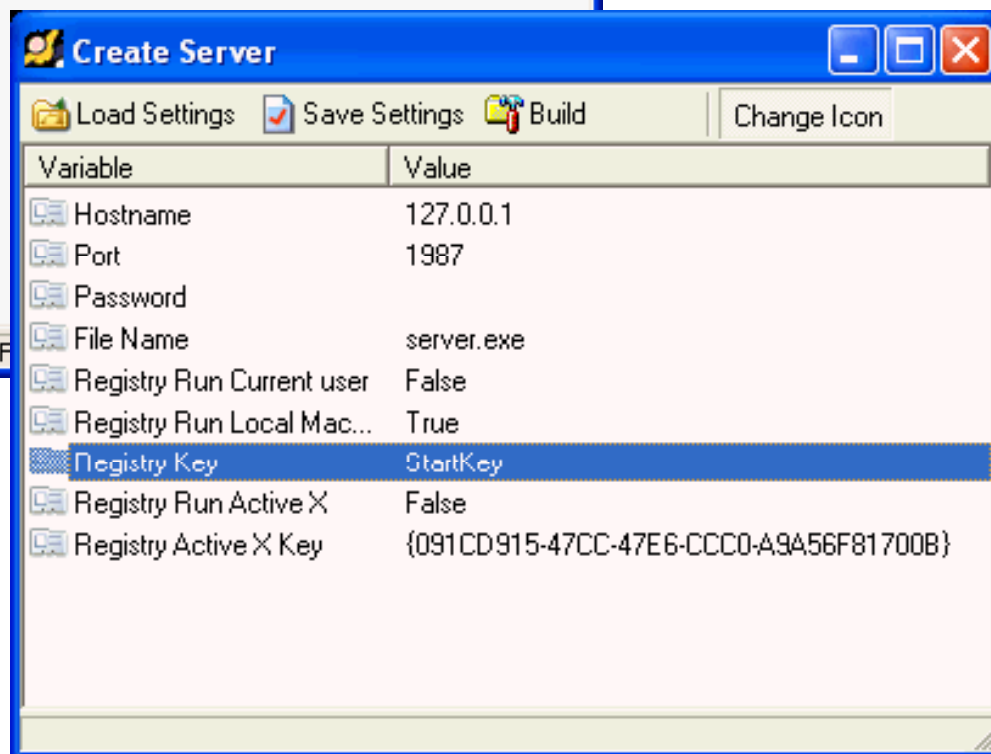 Create Server
Load Settings Save Settings Build Change Icon
Variable Value
Hostname 127.0.0.1
Port 1987
Password
File Name server.exe
Registry Run Current user False
Registry Run Local Mac... True
Registry Key StartKey
Registry Run Active X False
Registry Active X Key {091CD915-47CC-47E6-CCC0-A9A56F81700B}